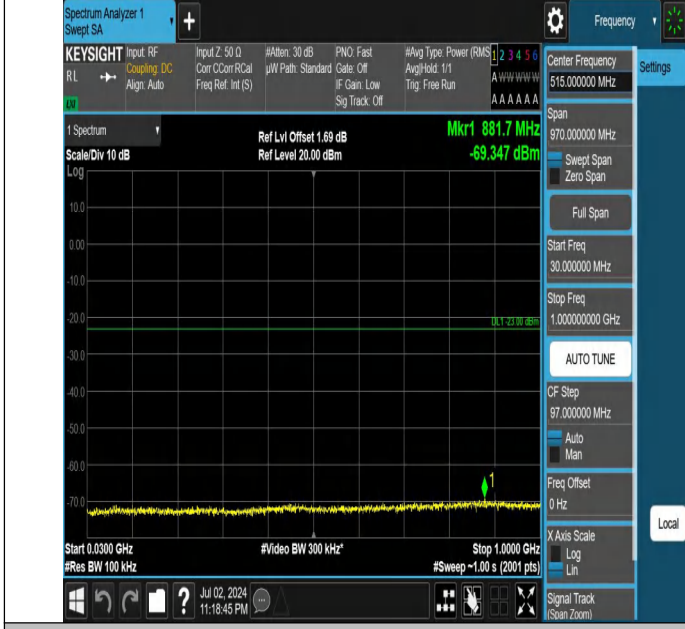 Spectrum Analyzer 1
Swept SA
+
Frequency
KEYSIGHT
RL
LXI
Input: RF
Coupling: DC
Align: Auto
Input Z: 50 Ω
Corr CCorr RCal
Freq Ref: Int (S)
#Atten: 30 dB
µW Path: Standard
PNO: Fast
Gate: Off
IF Gain: Low
Sig Track: Off
#Avg Type: Power (RMS
Avg|Hold: 1/1
Trig: Free Run
1 2 3 4 5 6
A W W W W W
A A A A A A
1 Spectrum
Scale/Div 10 dB
Log
Ref Lvl Offset 1.69 dB
Ref Level 20.00 dBm
Mkr1 881.7 MHz
-69.347 dBm
10.0
0.00
-10.0
-20.0
DL1 -23.00 dBm
-30.0
-40.0
-50.0
-60.0
1
-70.0
Start 0.0300 GHz
#Res BW 100 kHz
#Video BW 300 kHz*
Stop 1.0000 GHz
#Sweep ~1.00 s (2001 pts)
?
Jul 02, 2024
11:18:45 PM
Center Frequency
515.000000 MHz
Span
970.000000 MHz
Swept Span
Zero Span
Full Span
Start Freq
30.000000 MHz
Stop Freq
1.000000000 GHz
AUTO TUNE
CF Step
97.000000 MHz
Auto
Man
Freq Offset
0 Hz
X Axis Scale
Log
Lin
Signal Track
(Span Zoom)
Settings
Local